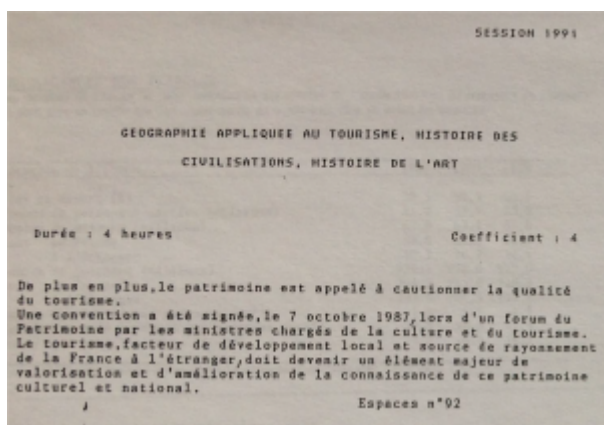 SESSION 1991
GEOGRAPHIE APPLIQUEE AU TOURISME, HISTOIRE DES
CIVILISATIONS, HISTOIRE DE L'ART
Durée : 4 heures
Coefficient : 4
De plus en plus,le patrimoine est appelé à cautionner la qualité
du tourisme.
Une convention a été signée,le 7 octobre 1987,lors d'un forum du
Patrimoine par les ministres chargés de la culture et du tourisme.
Le tourisme,facteur de développement local et source de rayonnement
de la France à l'étranger,doit devenir un élément majeur de
valorisation et d'amélioration de la connaissance de ce patrimoine
culturel et national.
Espaces n°92